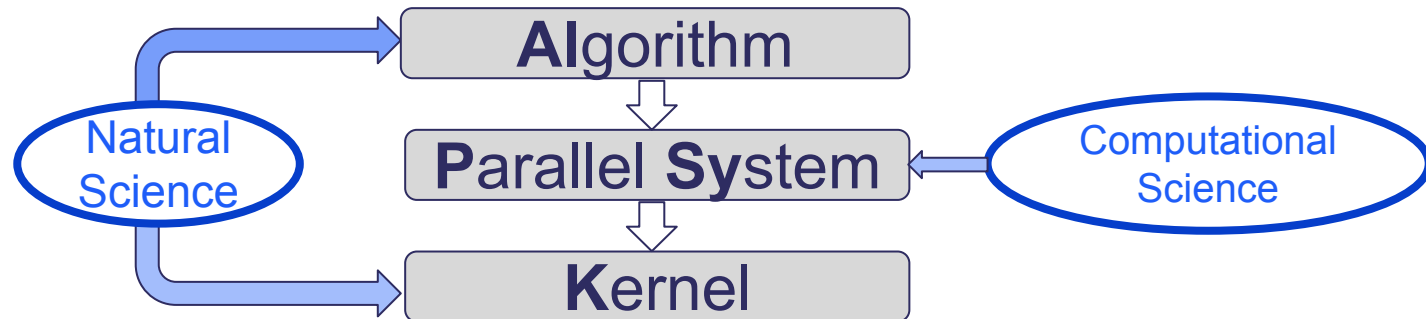 Algorithm
Natural
Science
Parallel System
Computational
Science
Kernel